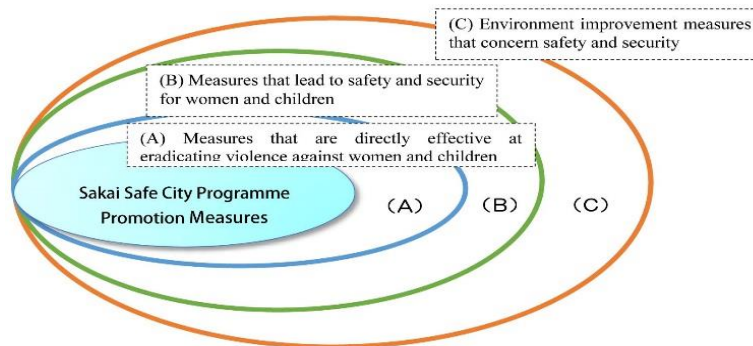 (C) Environment improvement measures
that concern safety and security
(B) Measures that lead to safety and security
for women and children
(A) Measures that are directly effective at
eradicating violence against women and children
Sakai Safe City Programme
Promotion Measures
(A)
(B)
(C)